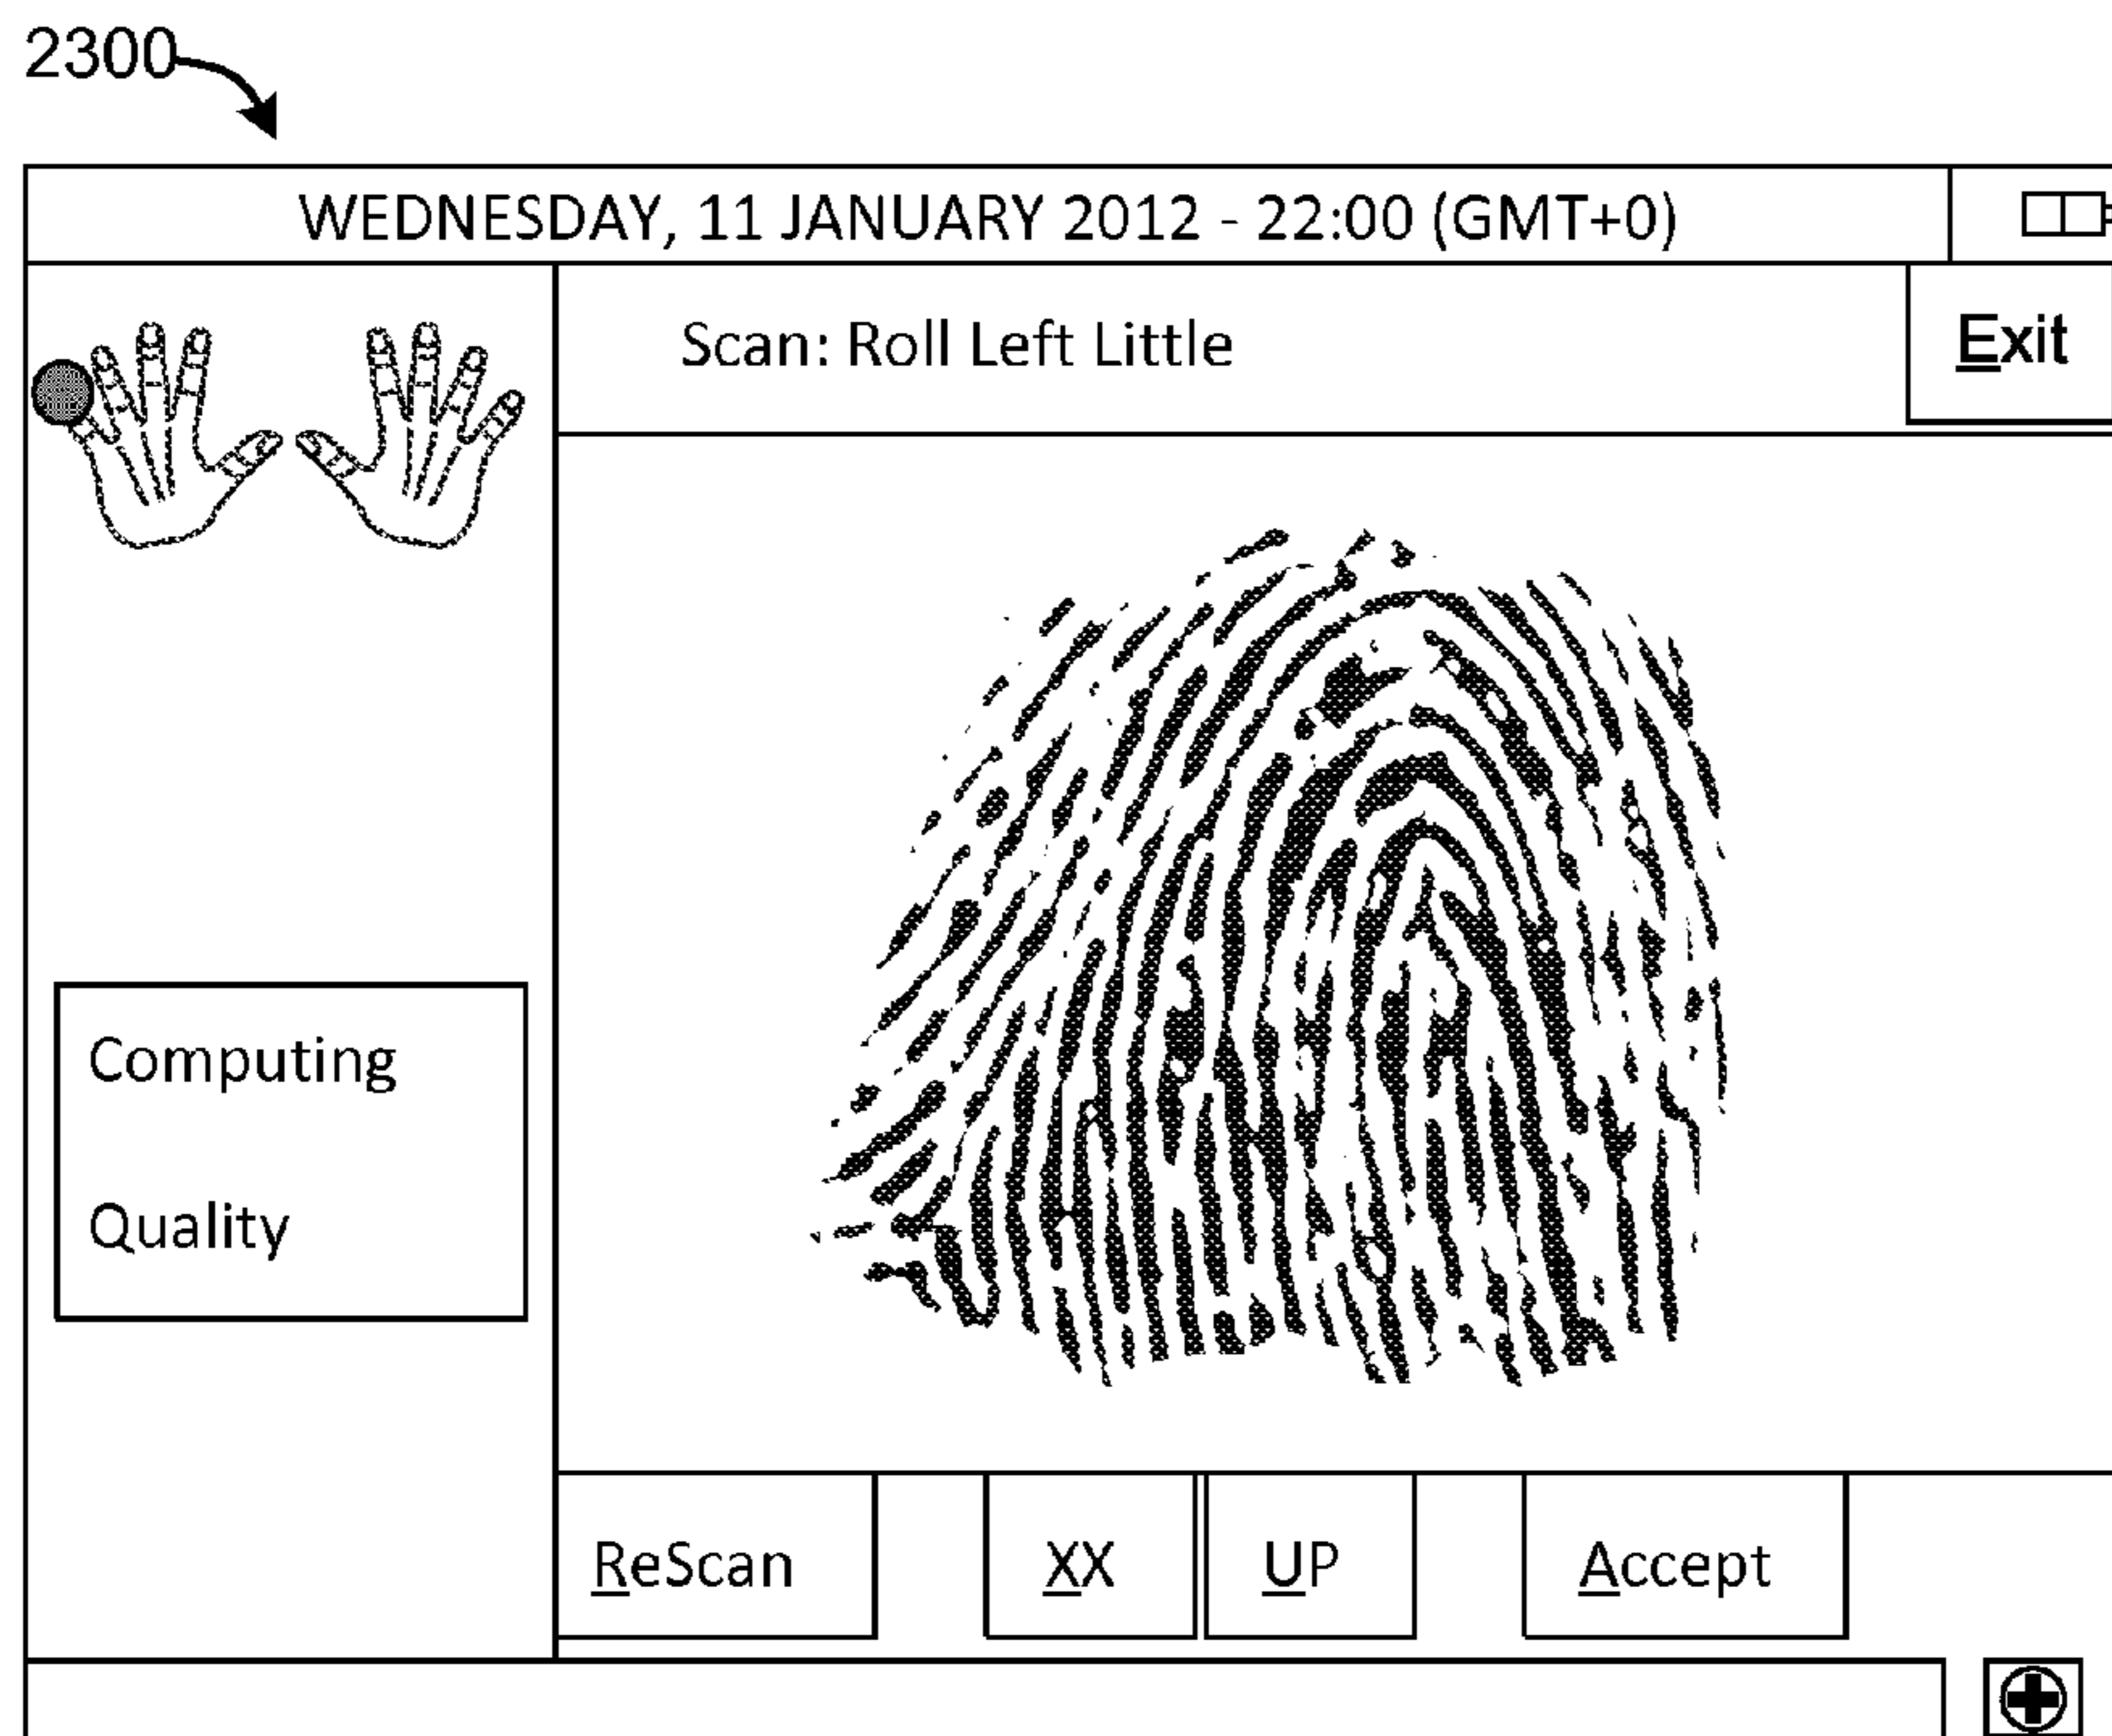 2300
WEDNESDAY, 11 JANUARY 2012 - 22:00 (GMT+0)
Scan: Roll Left Little
Exit
Computing
Quality
ReScan
XX
UP
Accept